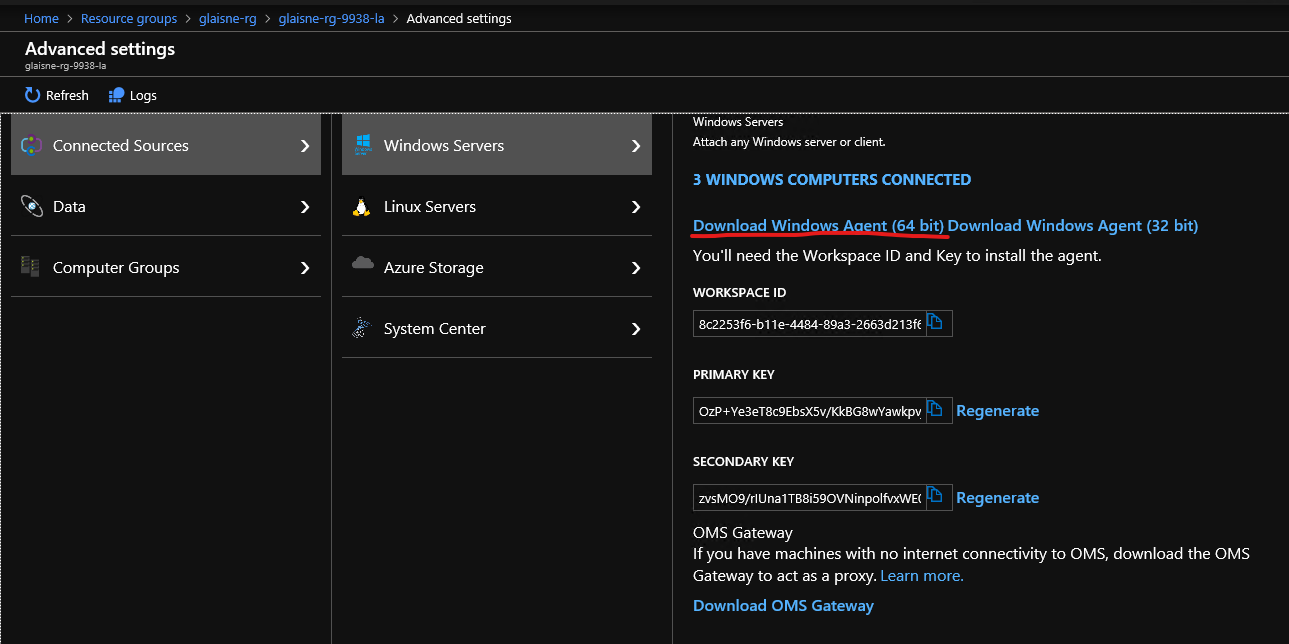 Home > Resource groups > glaisne-rg > glaisne-rg-9938-la > Advanced settings
Advanced settings
glaisne-rg-9938-la
Refresh Logs
Connected Sources
Data
Computer Groups
Windows Servers
Linux Servers
Azure Storage
System Center
Windows Servers
Attach any Windows server or client.
3 WINDOWS COMPUTERS CONNECTED
Download Windows Agent (64 bit) Download Windows Agent (32 bit)
You'll need the Workspace ID and Key to install the agent.
WORKSPACE ID
8c2253f6-b11e-4484-89a3-2663d213f6
PRIMARY KEY
OzP+Ye3eT8c9EbsX5v/KkBG8wYawkpv
Regenerate
SECONDARY KEY
zvsMO9/rIUna1TB8i59OVNinpolfvxWE
Regenerate
OMS Gateway
If you have machines with no internet connectivity to OMS, download the OMS
Gateway to act as a proxy. Learn more.
Download OMS Gateway